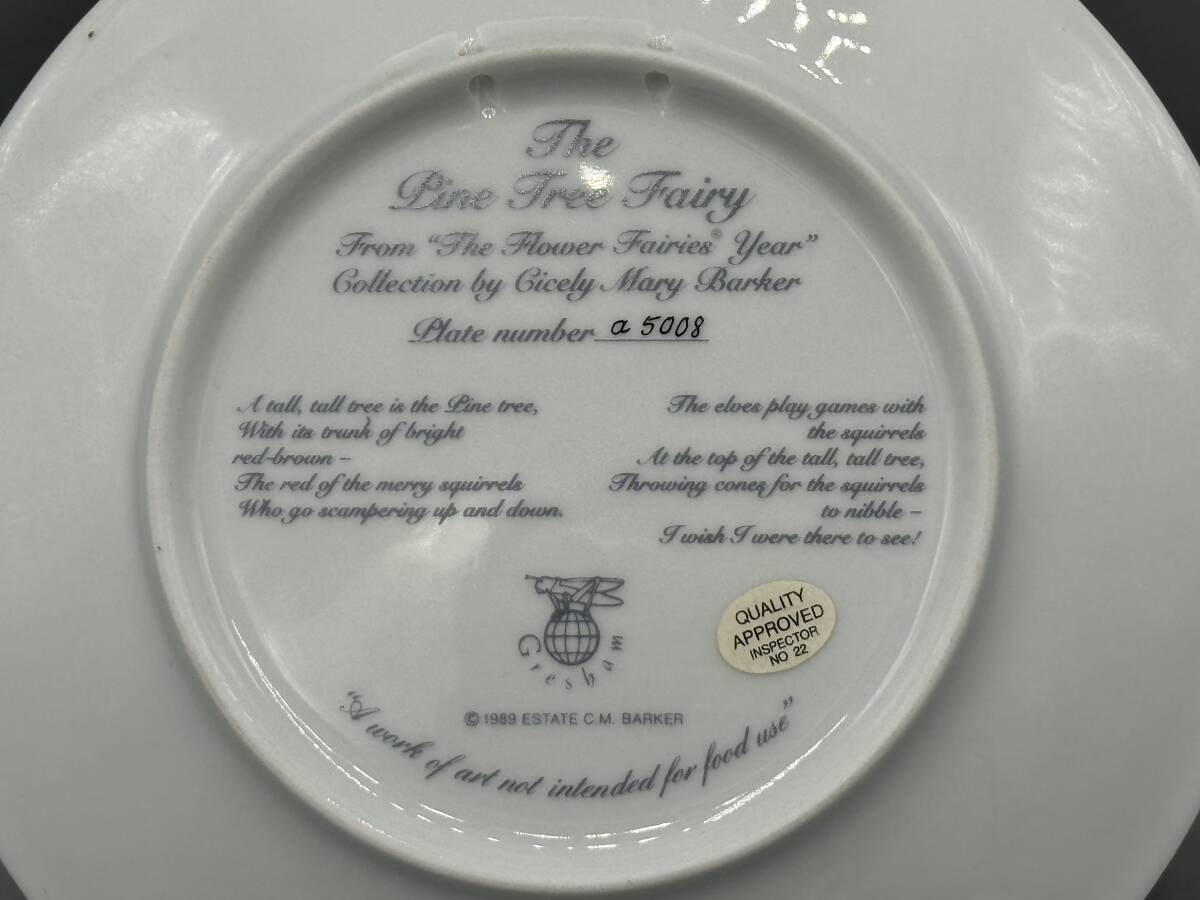 The
Pine Tree Fairy
From “The Flower Fairies® Year”
Collection by Cicely Mary Barker
Plate number a 5008
A tall, tall tree is the Pine tree,
With its trunk of bright
red-brown –
The red of the merry squirrels
Who go scampering up and down.
The elves play games with
the squirrels
At the top of the tall, tall tree,
Throwing cones for the squirrels
to nibble –
I wish I were there to see!
Gresham
QUALITY
APPROVED
INSPECTOR
NO 22
© 1989 ESTATE C.M. BARKER
“A work of art not intended for food use”